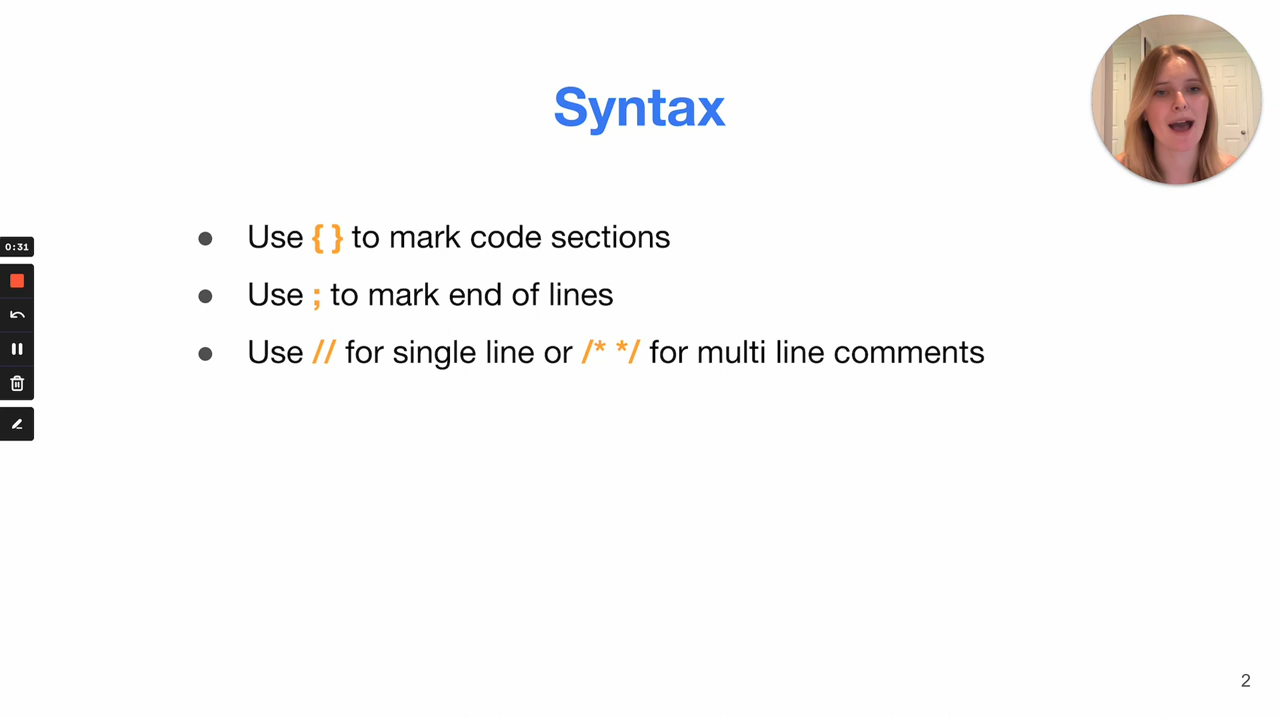 Syntax
Use { } to mark code sections
Use ; to mark end of lines
Use // for single line or /* */ for multi line comments
0:31
2